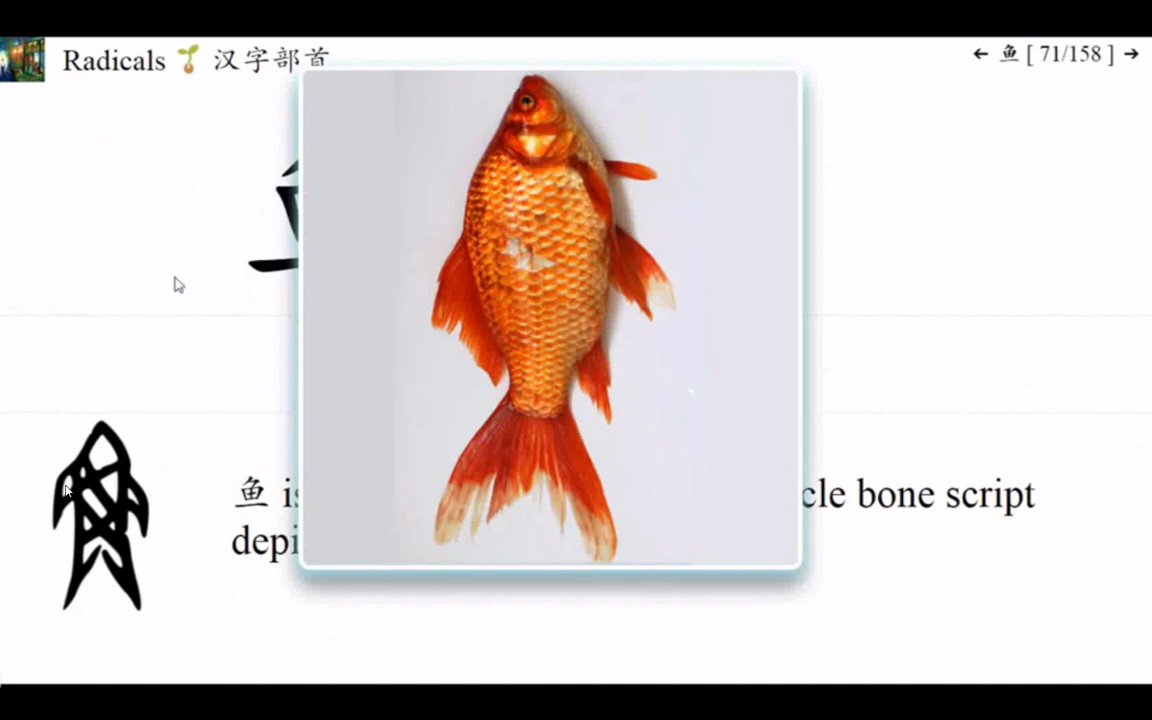 Radicals 🌱 汉字部首
← 鱼 [ 71/158 ] →
鱼 is cle bone script
depi